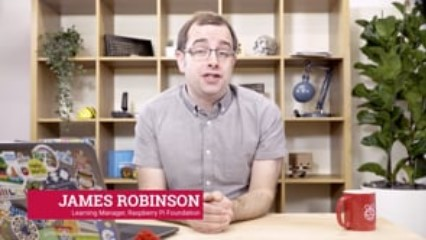 JAMES ROBINSON
Learning Manager, Raspberry Pi Foundation